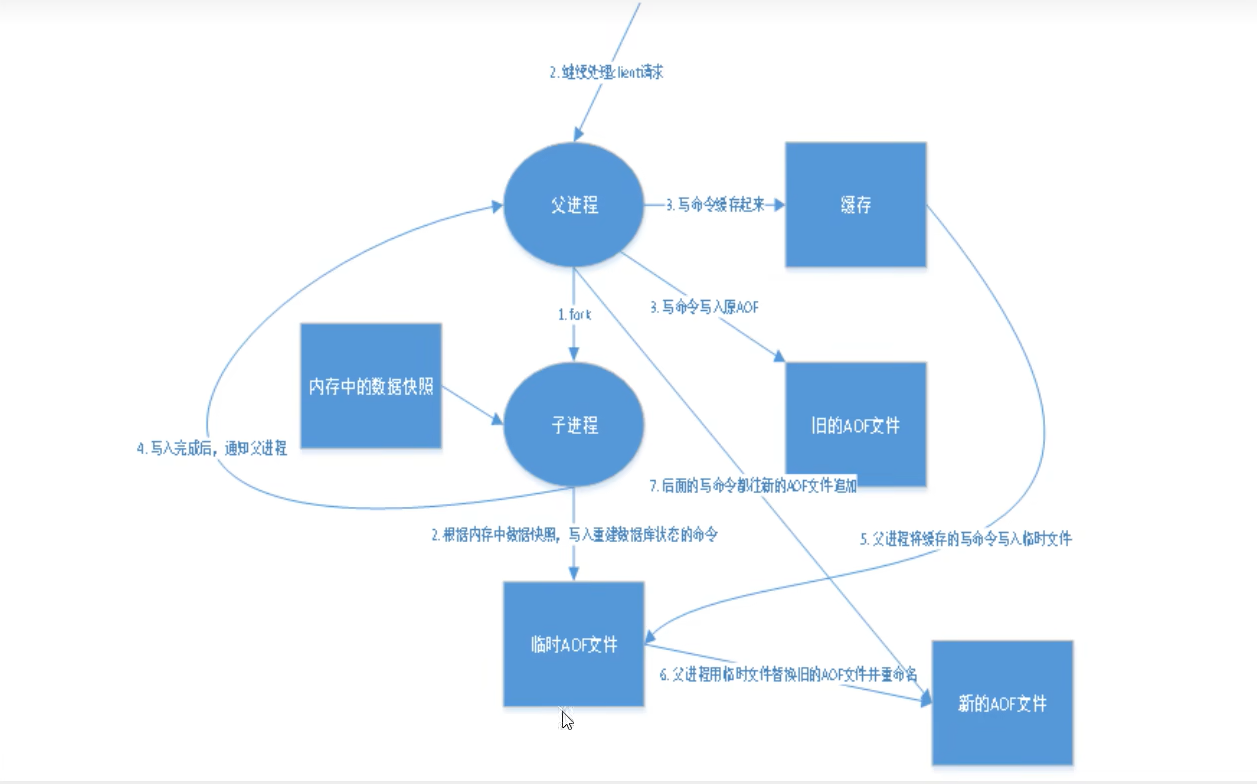 2.继续处理client请求
父进程
3.写命令缓存起来
缓存
1.fork
3.写命令写入原AOF
内存中的数据快照
子进程
旧的AOF文件
4.写入完成后，通知父进程
7.后面的写命令都往新的AOF文件追加
2.根据内存中数据快照，写入重建数据库状态的命令
5.父进程将缓存的写命令写入临时文件
临时AOF文件
6.父进程用临时文件替换旧的AOF文件并重命名
新的AOF文件